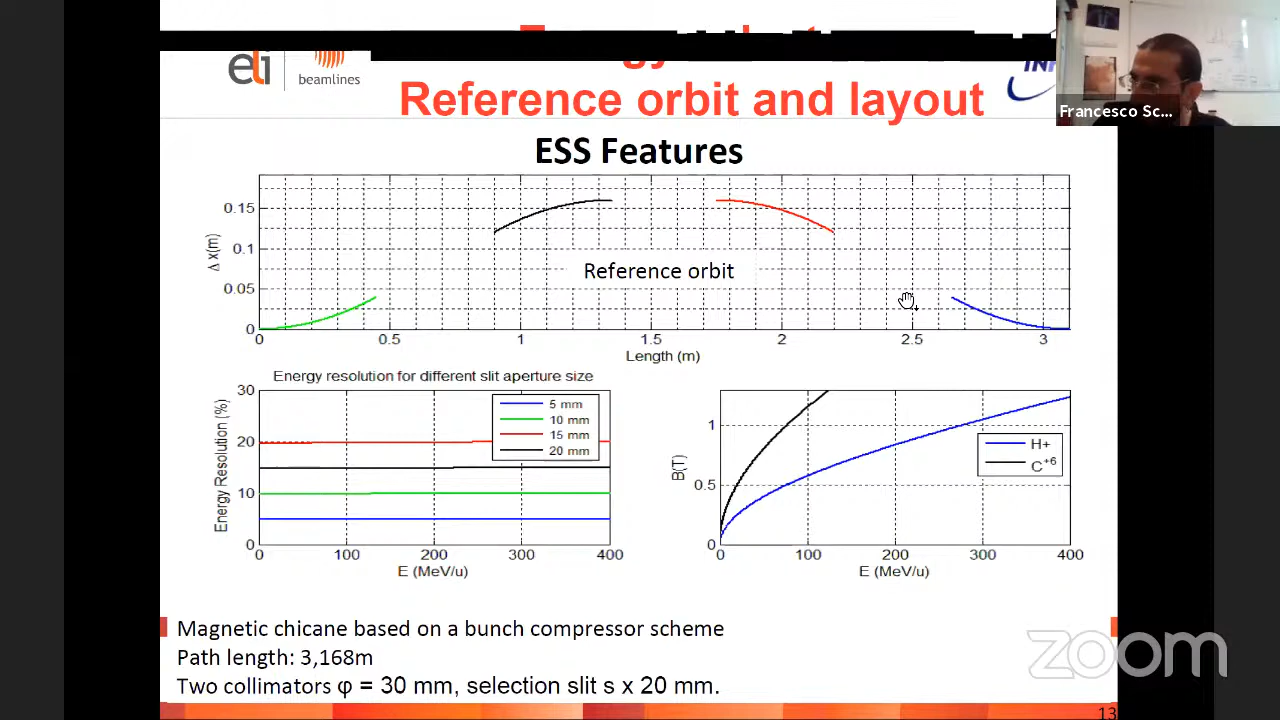 eli
beamlines
Reference orbit and layout
Francesco Sc...
ESS Features
0.15
0.1
0.05
0
Δ x(m)
Reference orbit
0 0.5 1 1.5 2 2.5 3
Length (m)
Energy resolution for different slit aperture size
30
20
10
0
Energy Resolution (%)
5 mm
10 mm
15 mm
20 mm
0 100 200 300 400
E (MeV/u)
1
0.5
0
B(T)
H+
C+6
0 100 200 300 400
E (MeV/u)
Magnetic chicane based on a bunch compressor scheme
Path length: 3,168m
Two collimators φ = 30 mm, selection slit s x 20 mm.
zoom
13